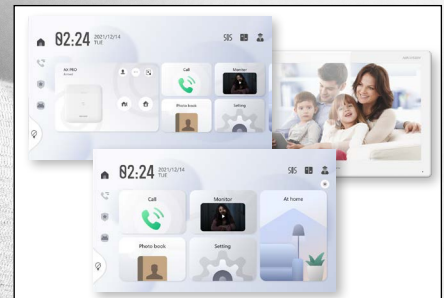 02:24 2021/12/14
TUE
SOS
AX PRO
Call
Monitor
Photo book
Setting
02:24 2021/12/14
TUE
SOS
Call
Monitor
At home
Photo book
Setting